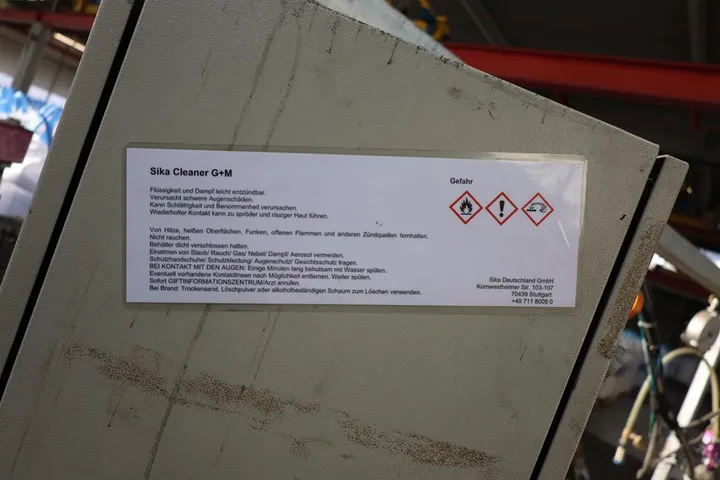 Sika Cleaner G+M
Flüssigkeit und Dampf leicht entzündbar.
Verursacht schwere Augenschäden.
Kann Schläfrigkeit und Benommenheit verursachen.
Wiederholter Kontakt kann zu spröder und rissiger Haut führen.
Von Hitze, heißen Oberflächen, Funken, offenen Flammen und anderen Zündquellen fernhalten.
Nicht rauchen.
Behälter dicht verschlossen halten.
Einatmen von Staub/ Rauch/ Gas/ Nebel/ Dampf/ Aerosol vermeiden.
Schutzhandschuhe/ Schutzkleidung/ Augenschutz/ Gesichtsschutz tragen.
BEI KONTAKT MIT DEN AUGEN: Einige Minuten lang behutsam mit Wasser spülen.
Eventuell vorhandene Kontaktlinsen nach Möglichkeit entfernen. Weiter spülen.
Sofort GIFTINFORMATIONSZENTRUM/Arzt anrufen.
Bei Brand: Trockensand, Löschpulver oder alkoholbeständigen Schaum zum Löschen verwenden.
Gefahr
Sika Deutschland GmbH
Kornwestheimer Str. 103-107
70439 Stuttgart
+49 711 8009 0